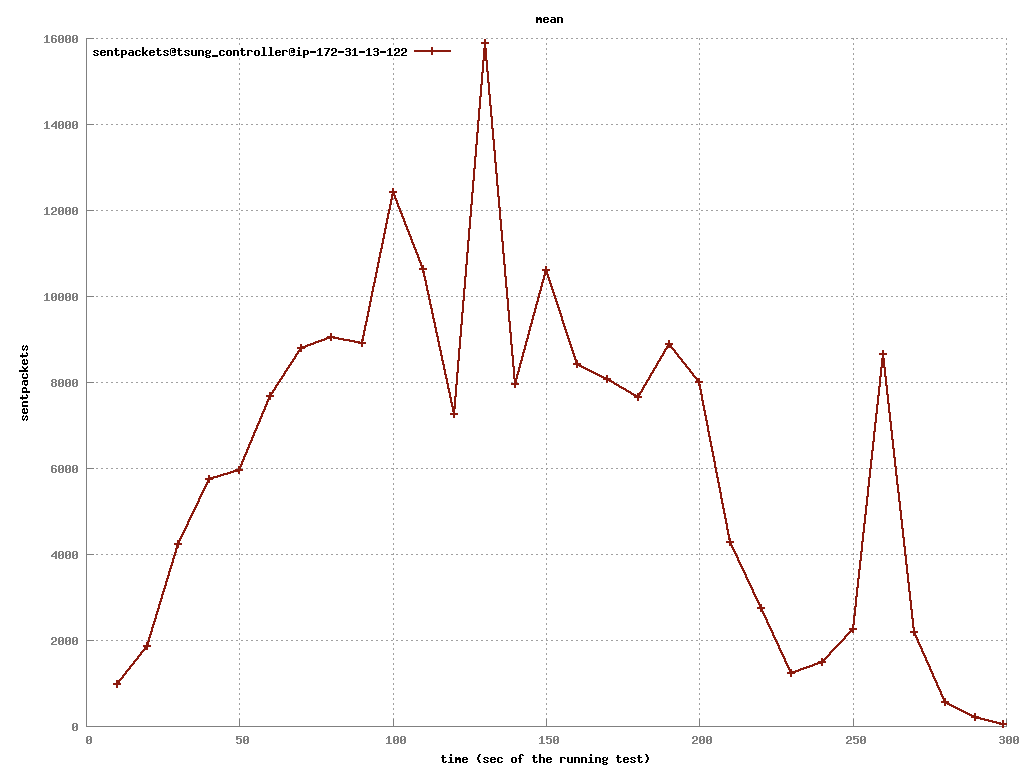 mean
sentpackets@tsung_controller@ip-172-31-13-122
16000
14000
12000
10000
8000
6000
4000
2000
0
sentpackets
0 50 100 150 200 250 300
time (sec of the running test)